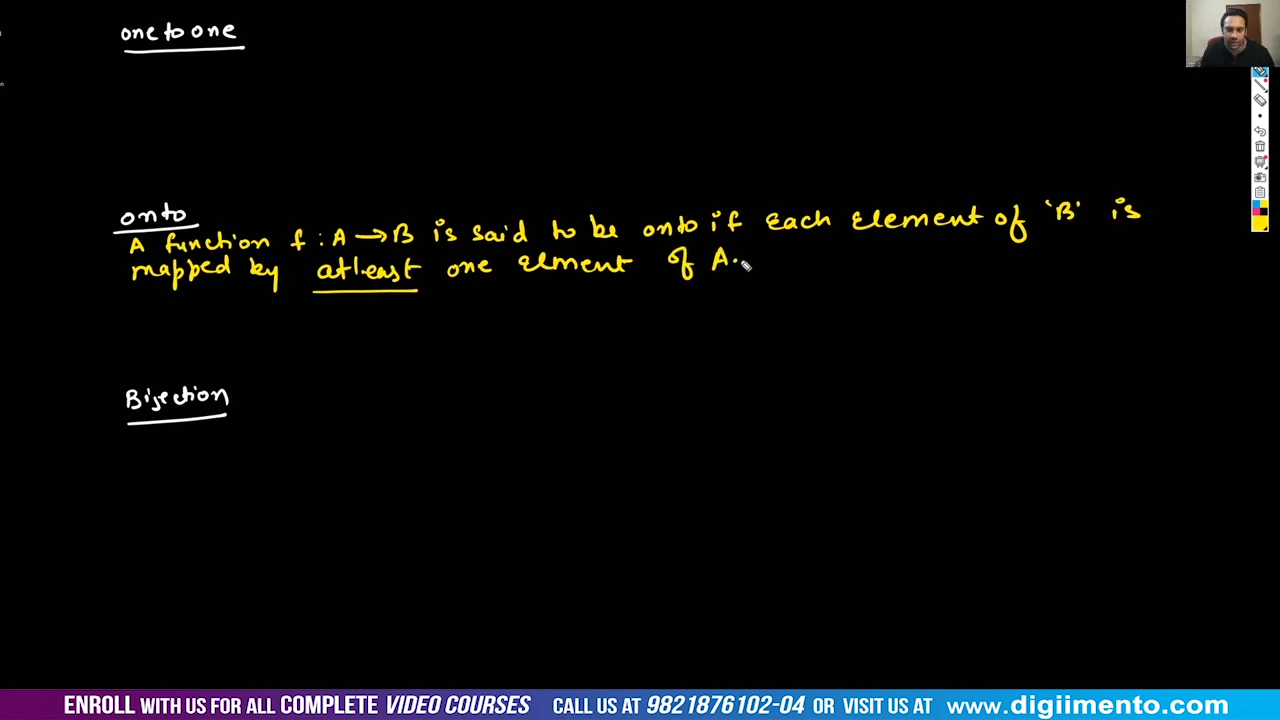 one to one
onto
A function f : A → B is said to be onto if each element of 'B' is
mapped by atleast one elment of A.
Bijection
ENROLL WITH US FOR ALL COMPLETE VIDEO COURSES CALL US AT 9821876102-04 OR VISIT US AT www.digiimento.com